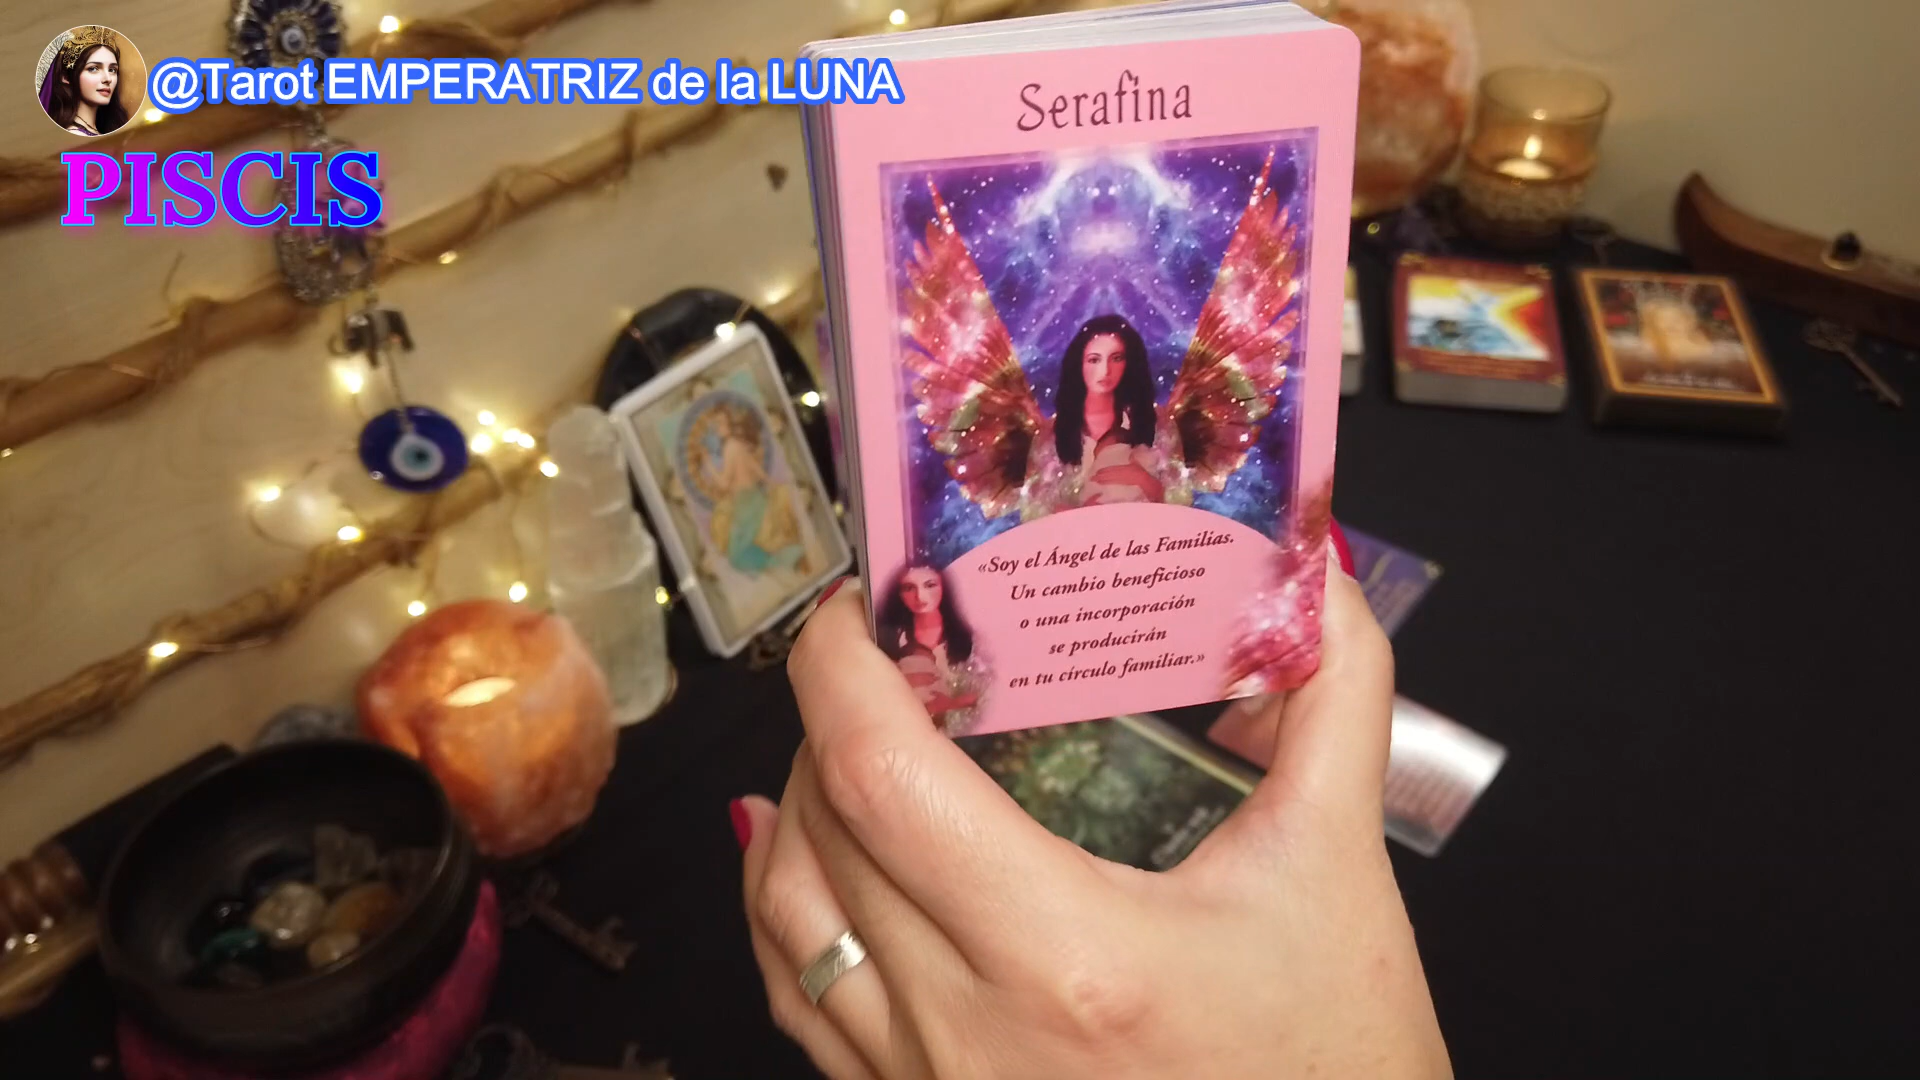 @Tarot EMPERATRIZ de la LUNA
PISCIS
Serafina
«Soy el Ángel de las Familias.
Un cambio beneficioso
o una incorporación
se producirán
en tu círculo familiar.»